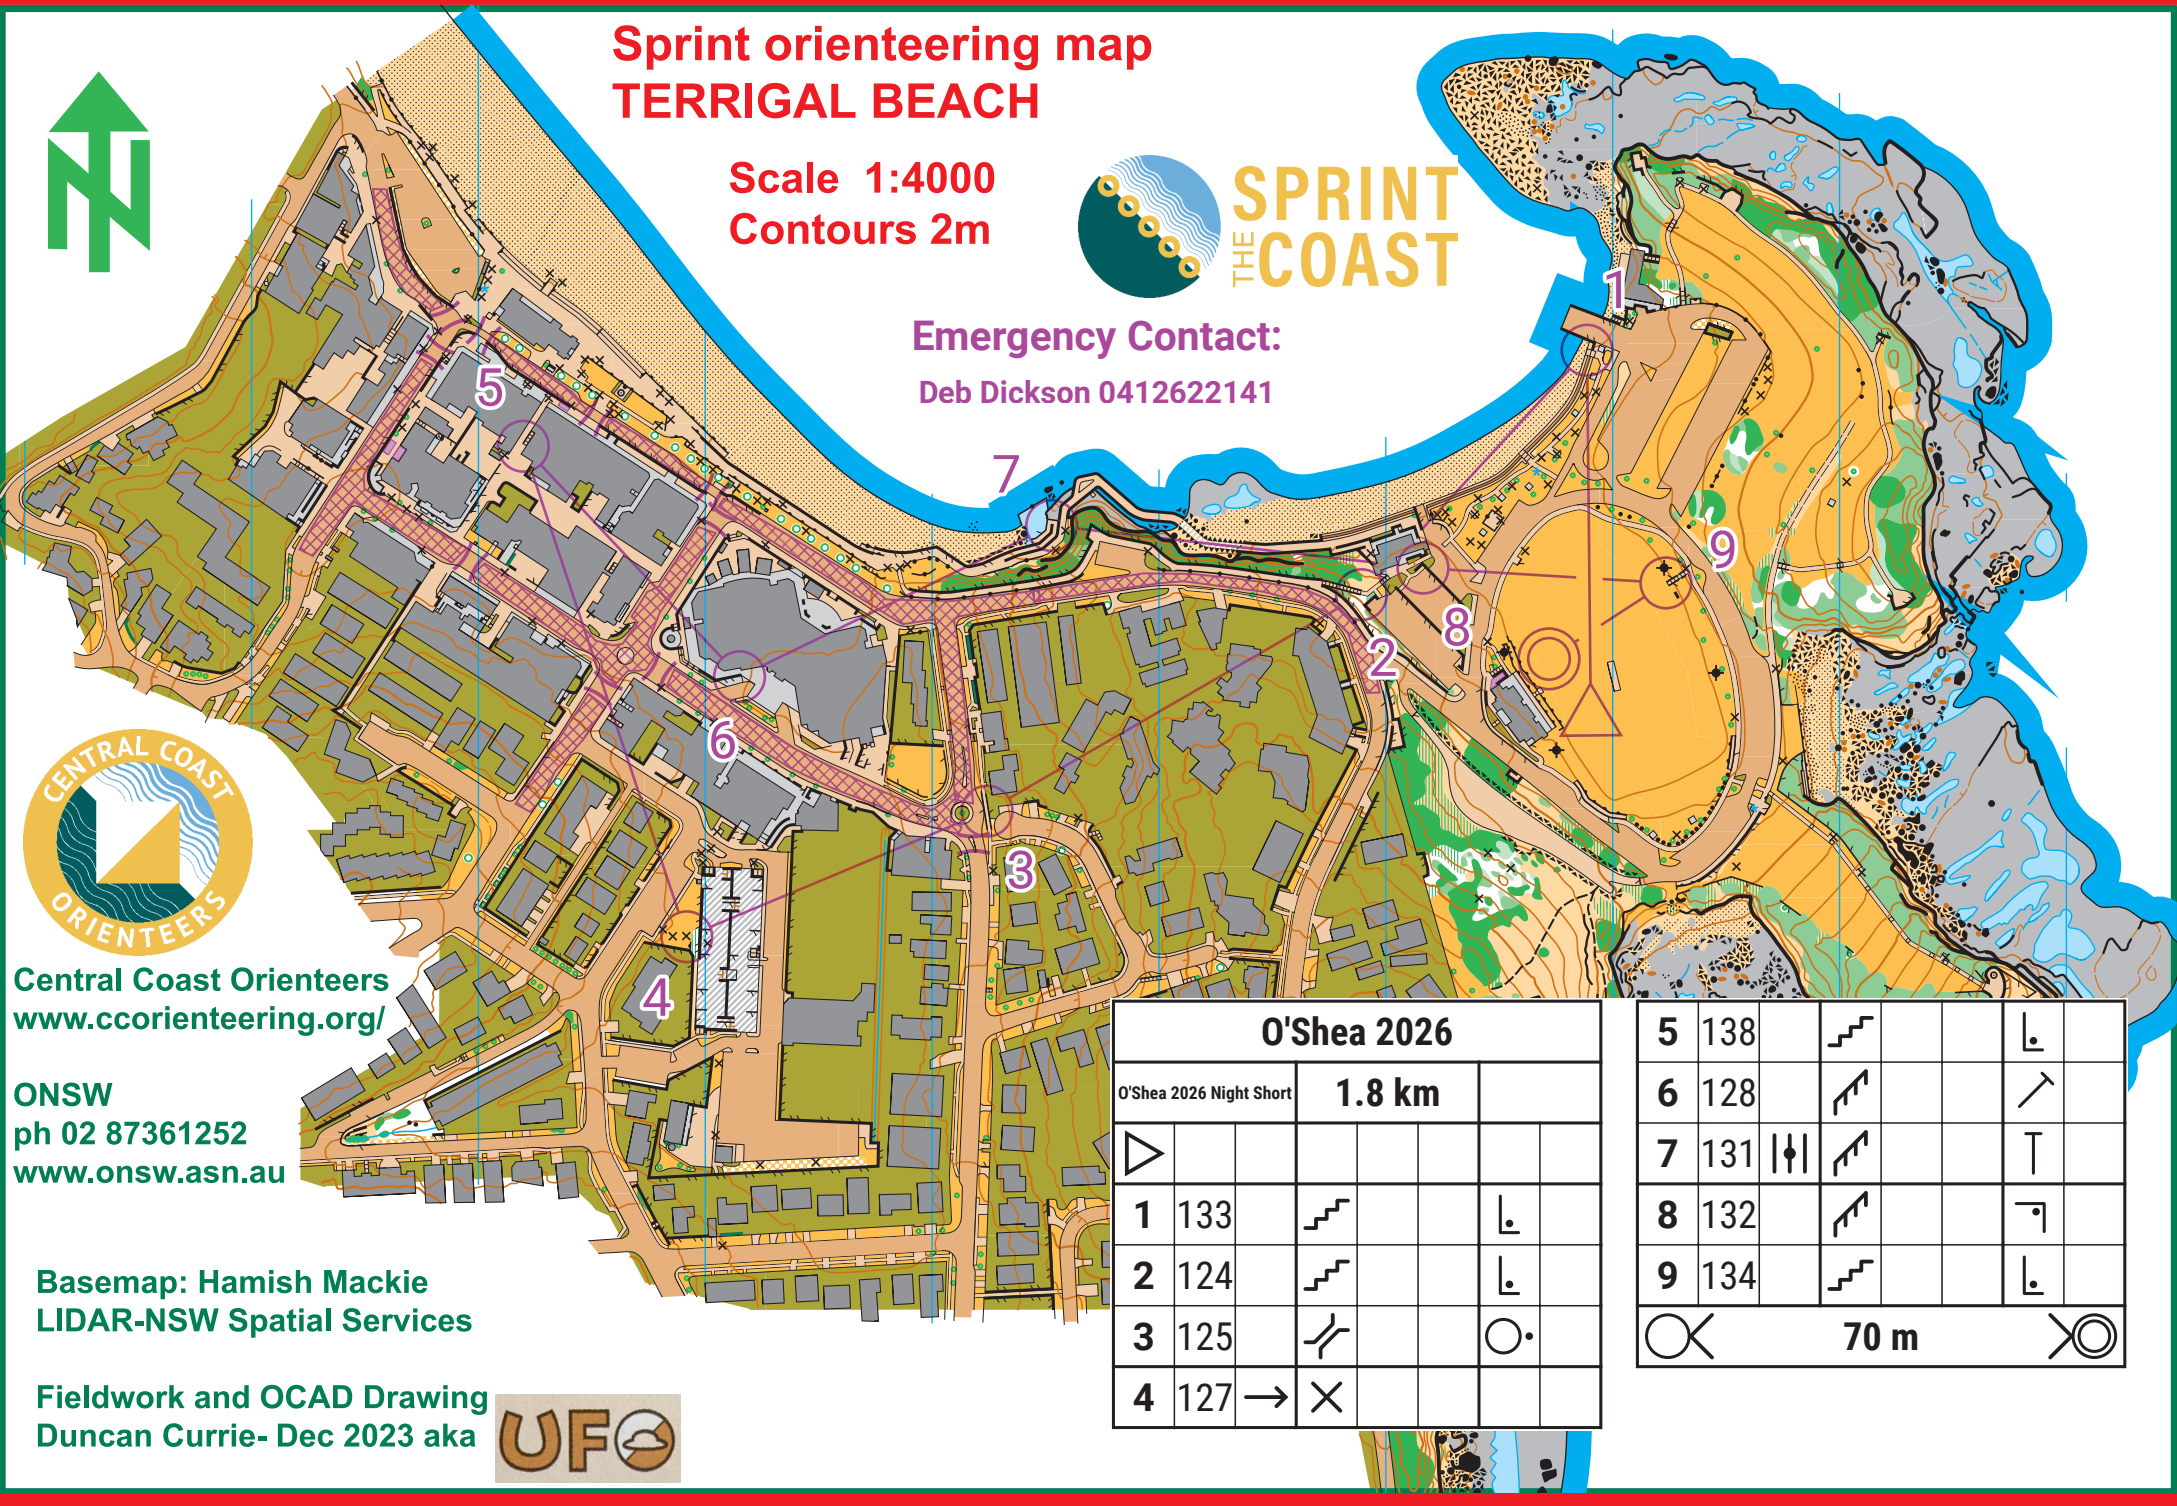 Sprint orienteering map
TERRIGAL BEACH
Scale 1:4000
Contours 2m
SPRINT
THE COAST
Emergency Contact:
Deb Dickson 0412622141
N
1
2
3
4
5
6
7
8
9
CENTRAL COAST
ORIENTEERS
Central Coast Orienteers
www.ccorienteering.org/
ONSW
ph 02 87361252
www.onsw.asn.au
Basemap: Hamish Mackie
LIDAR-NSW Spatial Services
Fieldwork and OCAD Drawing
Duncan Currie- Dec 2023 aka
UFO
O'Shea 2026
O'Shea 2026 Night Short 1.8 km
1 133
2 124
3 125
4 127
5 138
6 128
7 131
8 132
9 134
70 m